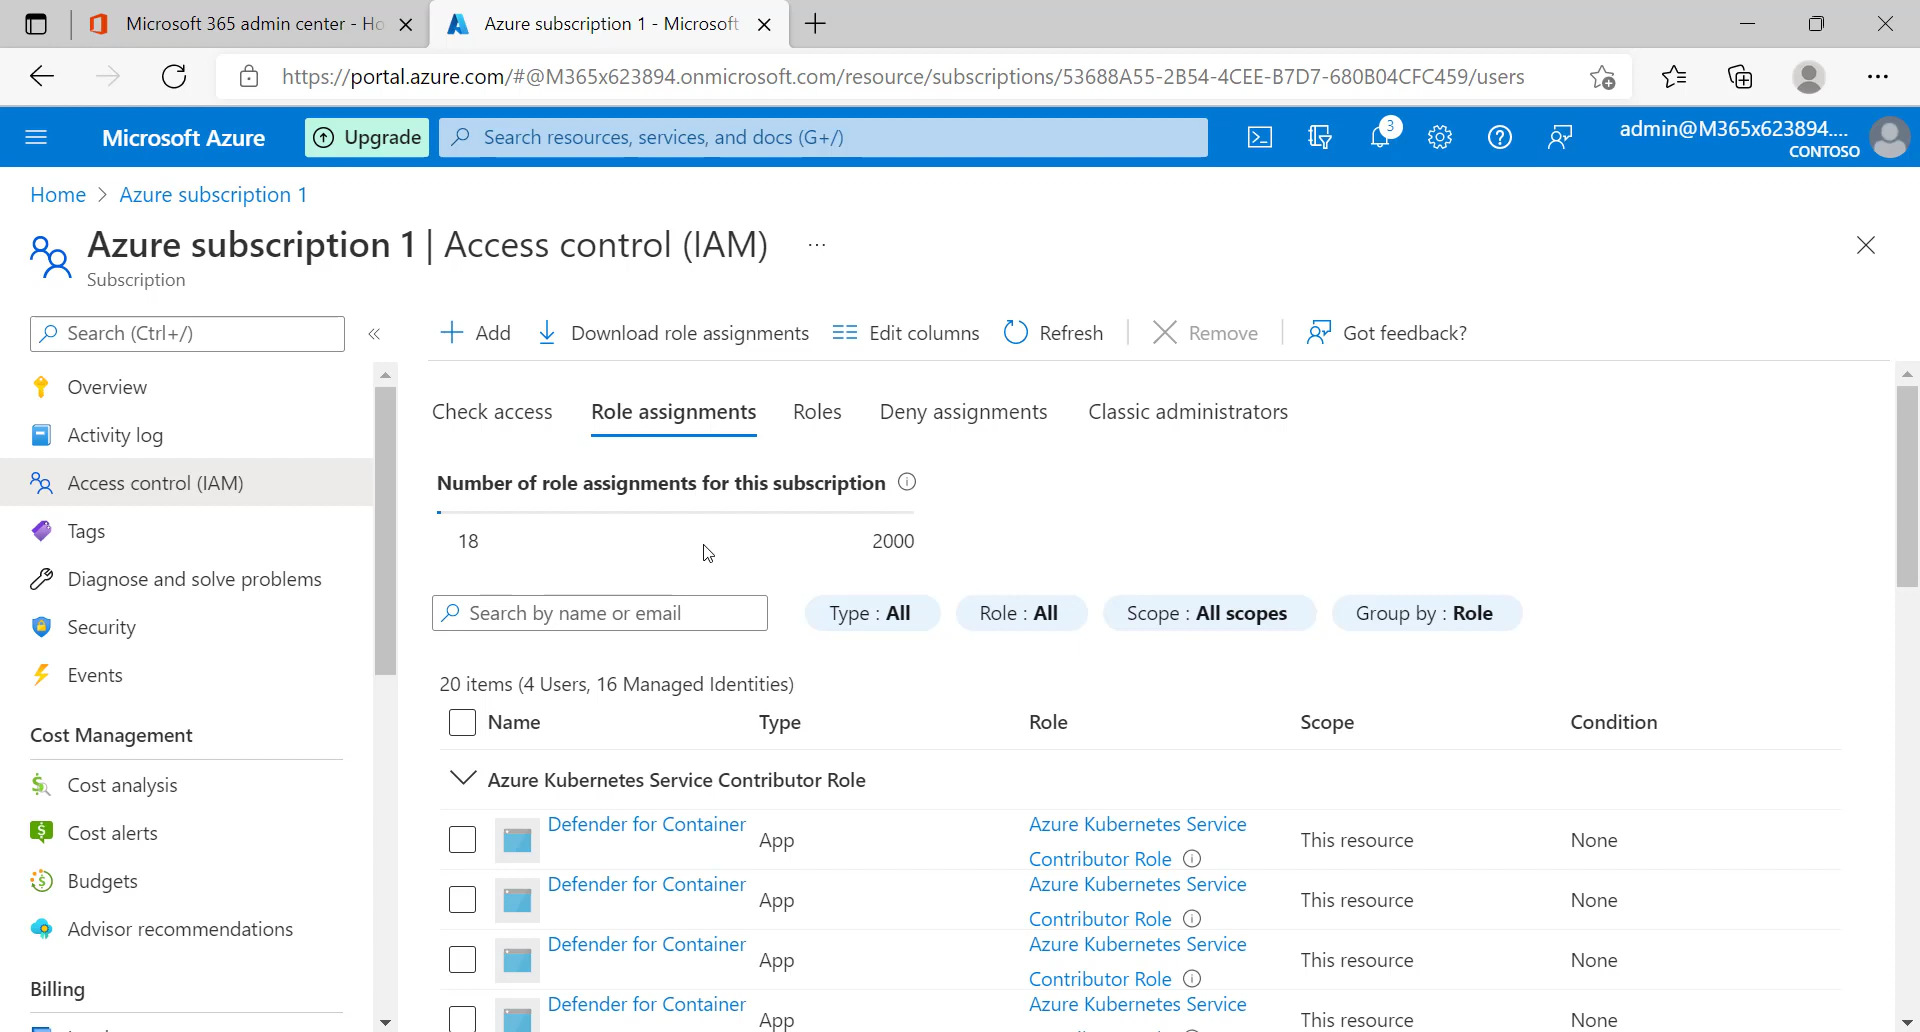 Microsoft 365 admin center - Ho
Azure subscription 1 - Microsoft
https://portal.azure.com/#@M365x623894.onmicrosoft.com/resource/subscriptions/53688A55-2B54-4CEE-B7D7-680B04CFC459/users
Microsoft Azure
Upgrade
Search resources, services, and docs (G+/)
3
admin@M365x623894....
CONTOSO
Home > Azure subscription 1
Azure subscription 1 | Access control (IAM) ...
Subscription
Search (Ctrl+/)
«
Overview
Activity log
Access control (IAM)
Tags
Diagnose and solve problems
Security
Events
Cost Management
Cost analysis
Cost alerts
Budgets
Advisor recommendations
Billing
Add
Download role assignments
Edit columns
Refresh
Remove
Got feedback?
Check access
Role assignments
Roles
Deny assignments
Classic administrators
Number of role assignments for this subscription
18
2000
Search by name or email
Type : All
Role : All
Scope : All scopes
Group by : Role
20 items (4 Users, 16 Managed Identities)
Name Type Role Scope Condition
Azure Kubernetes Service Contributor Role
Defender for Container App Azure Kubernetes Service This resource None
Contributor Role
Defender for Container App Azure Kubernetes Service This resource None
Contributor Role
Defender for Container App Azure Kubernetes Service This resource None
Contributor Role
Defender for Container App Azure Kubernetes Service This resource None